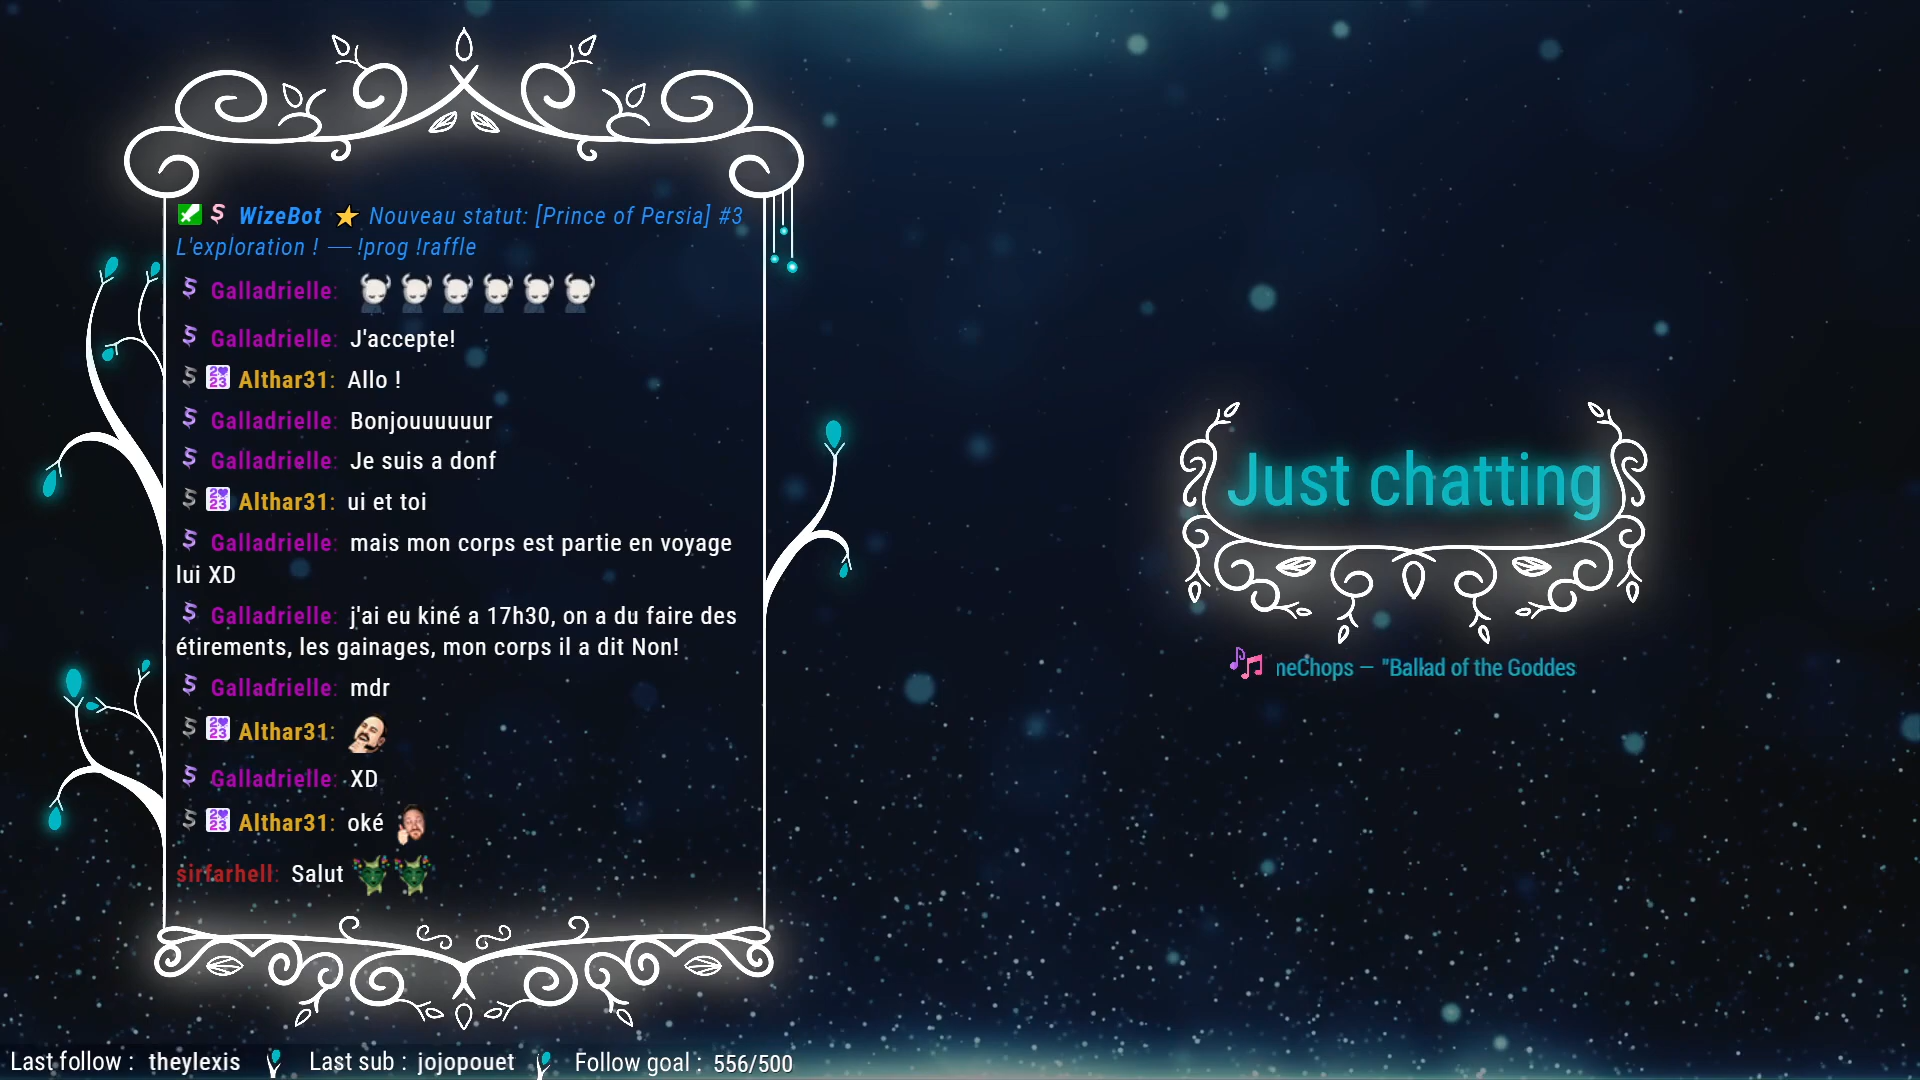 WizeBot ⭐ Nouveau statut: [Prince of Persia] #3
L'exploration ! — !prog !raffle
Galladrielle:
Galladrielle: J'accepte!
2023 Althar31: Allo !
Galladrielle: Bonjouuuuuur
Galladrielle: Je suis a donf
2023 Althar31: ui et toi
Galladrielle: mais mon corps est partie en voyage
lui XD
Galladrielle: j'ai eu kiné a 17h30, on a du faire des
étirements, les gainages, mon corps il a dit Non!
Galladrielle: mdr
2023 Althar31:
Galladrielle: XD
2023 Althar31: oké
sirfarhell: Salut
Just chatting
neChops — "Ballad of the Goddes
Last follow : theylexis Last sub : jojopouet Follow goal : 556/500